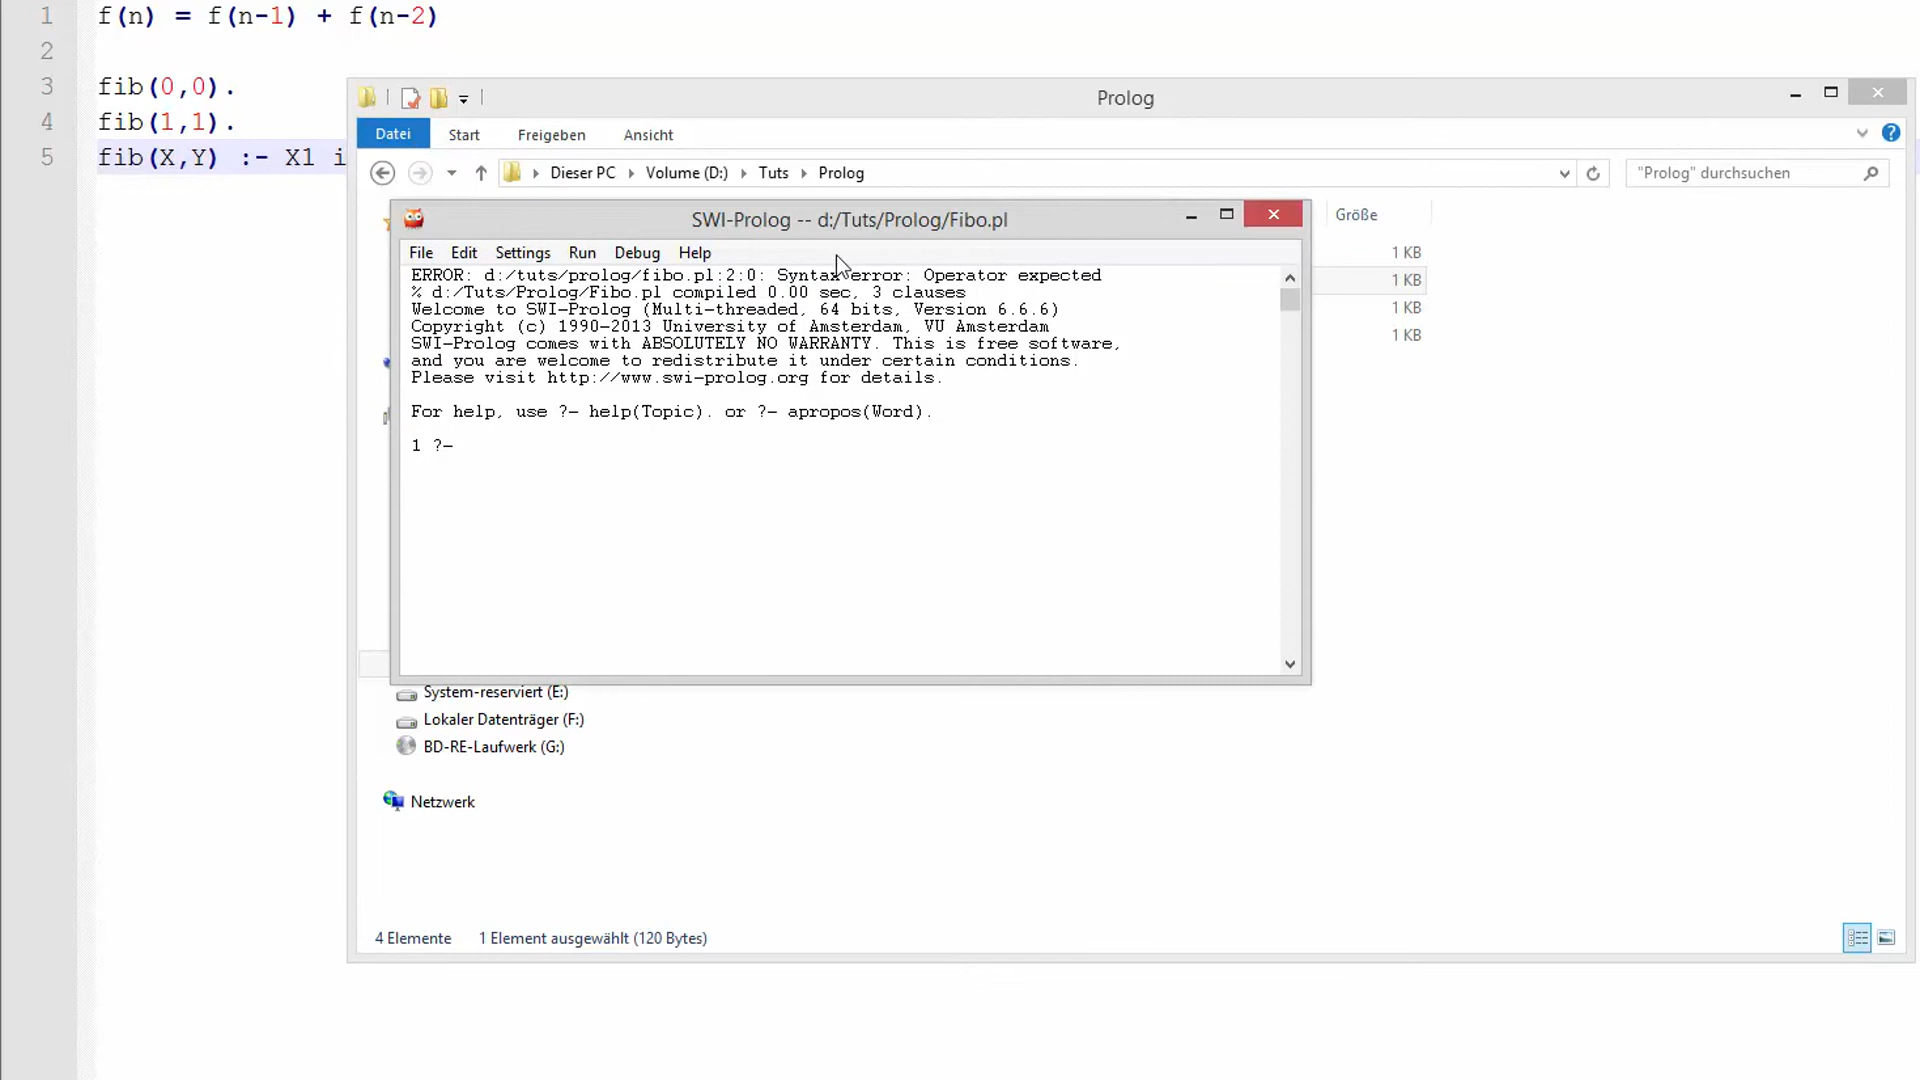 1 f(n) = f(n-1) + f(n-2)
2
3 fib(0,0).
4 fib(1,1).
5 fib(X,Y) :- X1 i
Prolog
Datei Start Freigeben Ansicht
Dieser PC Volume (D:) Tuts Prolog
"Prolog" durchsuchen
Größe
1 KB
1 KB
1 KB
1 KB
SWI-Prolog -- d:/Tuts/Prolog/Fibo.pl
File Edit Settings Run Debug Help
ERROR: d:/tuts/prolog/fibo.pl:2:0: Syntax error: Operator expected
% d:/Tuts/Prolog/Fibo.pl compiled 0.00 sec, 3 clauses
Welcome to SWI-Prolog (Multi-threaded, 64 bits, Version 6.6.6)
Copyright (c) 1990-2013 University of Amsterdam, VU Amsterdam
SWI-Prolog comes with ABSOLUTELY NO WARRANTY. This is free software,
and you are welcome to redistribute it under certain conditions.
Please visit http://www.swi-prolog.org for details.
For help, use ?- help(Topic). or ?- apropos(Word).
1 ?-
System-reserviert (E:)
Lokaler Datenträger (F:)
BD-RE-Laufwerk (G:)
Netzwerk
4 Elemente 1 Element ausgewählt (120 Bytes)